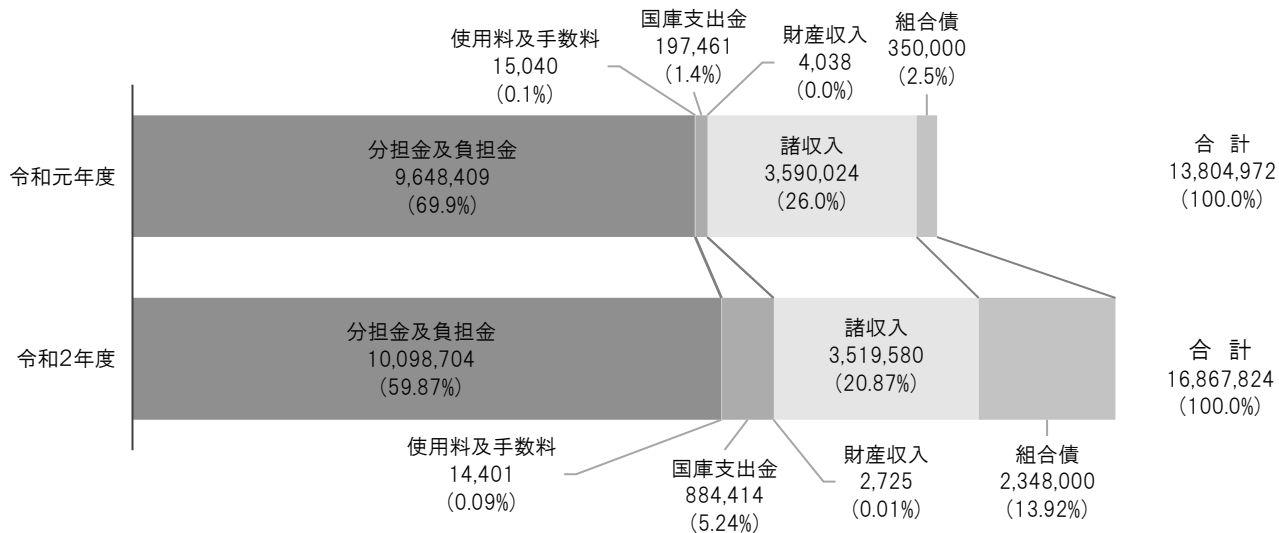 使用料及手数料
15,040
(0.1%)
国庫支出金
197,461
(1.4%)
財産収入
4,038
(0.0%)
組合債
350,000
(2.5%)
令和元年度
分担金及負担金
9,648,409
(69.9%)
諸収入
3,590,024
(26.0%)
合 計
13,804,972
(100.0%)
令和2年度
分担金及負担金
10,098,704
(59.87%)
諸収入
3,519,580
(20.87%)
合 計
16,867,824
(100.0%)
使用料及手数料
14,401
(0.09%)
国庫支出金
884,414
(5.24%)
財産収入
2,725
(0.01%)
組合債
2,348,000
(13.92%)